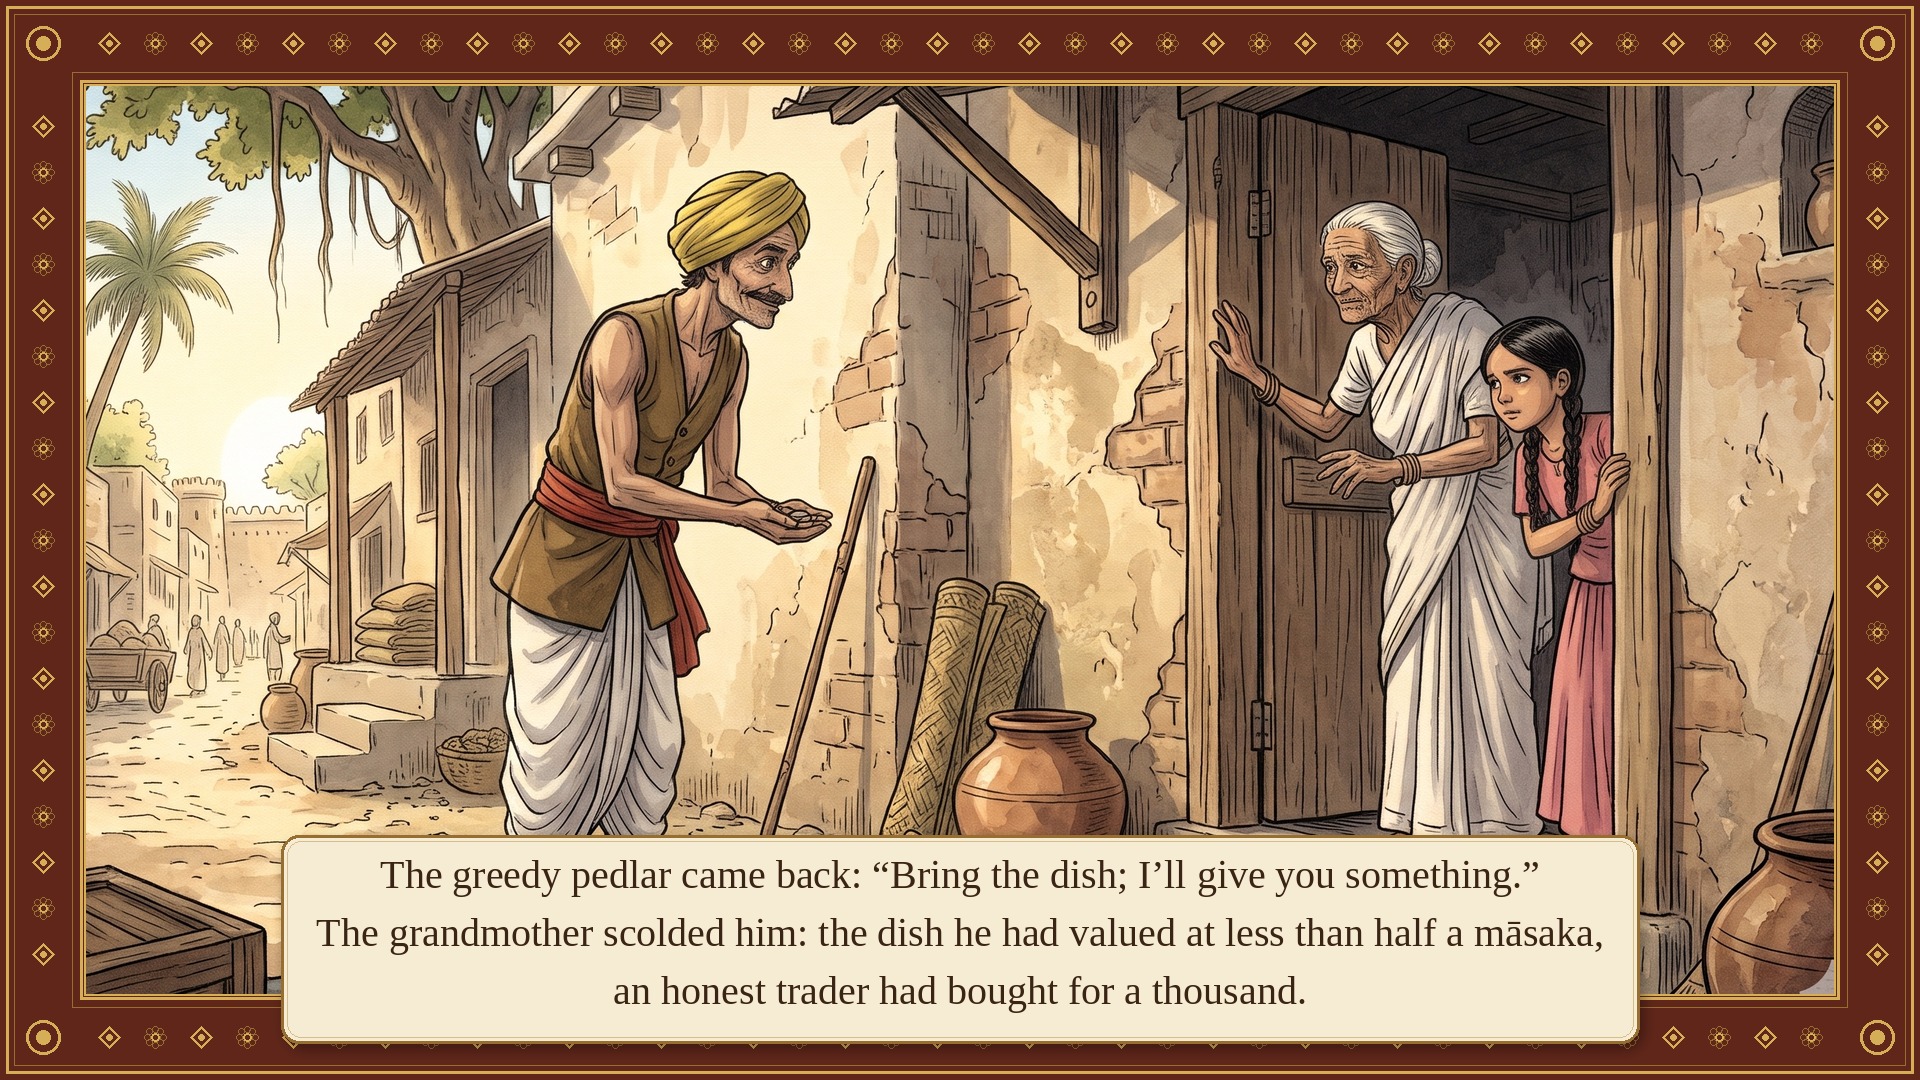 The greedy pedlar came back: “Bring the dish; I’ll give you something.”
The grandmother scolded him: the dish he had valued at less than half a māsaka,
an honest trader had bought for a thousand.